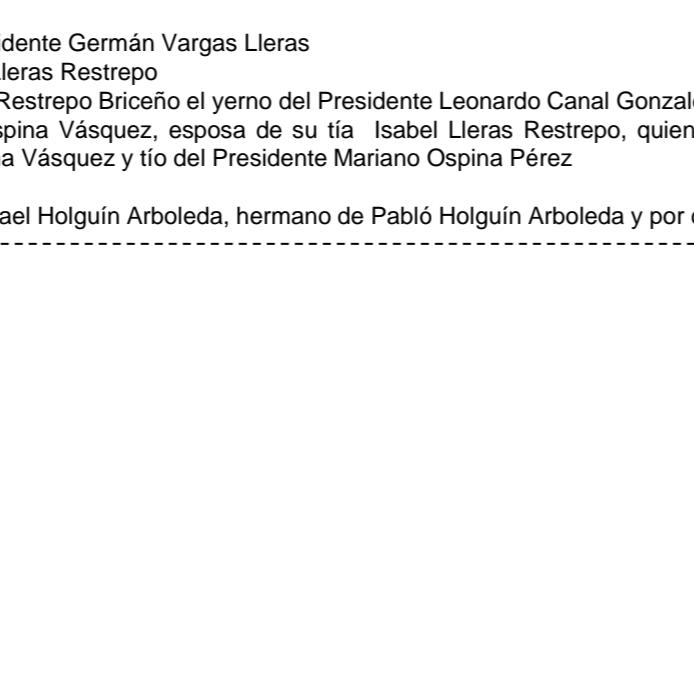 idente Germán Vargas Lleras
leras Restrepo
Restrepo Briceño el yerno del Presidente Leonardo Canal Gonzal
spina Vásquez, esposa de su tía Isabel Lleras Restrepo, quien
a Vásquez y tío del Presidente Mariano Ospina Pérez
ael Holguín Arboleda, hermano de Pabló Holguín Arboleda y por